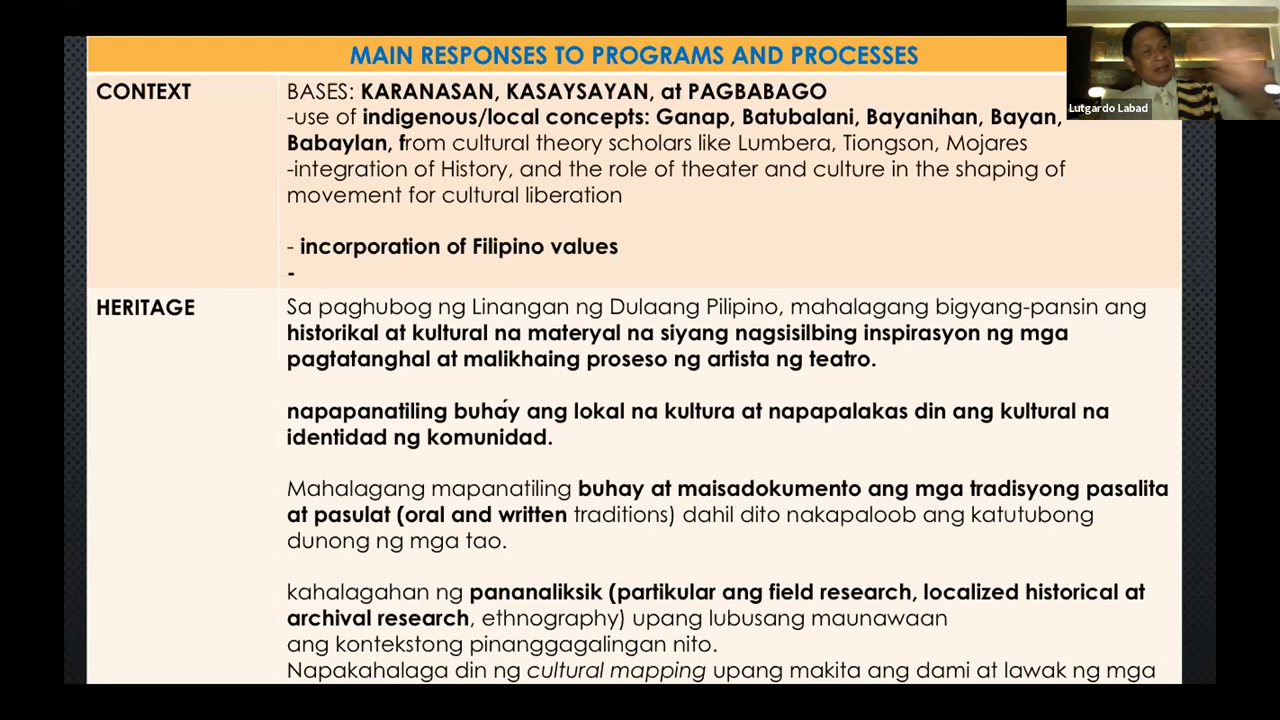 MAIN RESPONSES TO PROGRAMS AND PROCESSES
Lutgardo Labad
CONTEXT
BASES: KARANASAN, KASAYSAYAN, at PAGBABAGO
-use of indigenous/local concepts: Ganap, Batubalani, Bayanihan, Bayan,
Babaylan, from cultural theory scholars like Lumbera, Tiongson, Mojares
-integration of History, and the role of theater and culture in the shaping of
movement for cultural liberation
- incorporation of Filipino values
-
HERITAGE
Sa paghubog ng Linangan ng Dulaang Pilipino, mahalagang bigyang-pansin ang
historikal at kultural na materyal na siyang nagsisilbing inspirasyon ng mga
pagtatanghal at malikhaing proseso ng artista ng teatro.
napapanatiling buháy ang lokal na kultura at napapalakas din ang kultural na
identidad ng komunidad.
Mahalagang mapanatiling buhay at maisadokumento ang mga tradisyong pasalita
at pasulat (oral and written traditions) dahil dito nakapaloob ang katutubong
dunong ng mga tao.
kahalagahan ng pananaliksik (partikular ang field research, localized historical at
archival research, ethnography) upang lubusang maunawaan
ang kontekstong pinanggagalingan nito.
Napakahalaga din ng cultural mapping upang makita ang dami at lawak ng mga